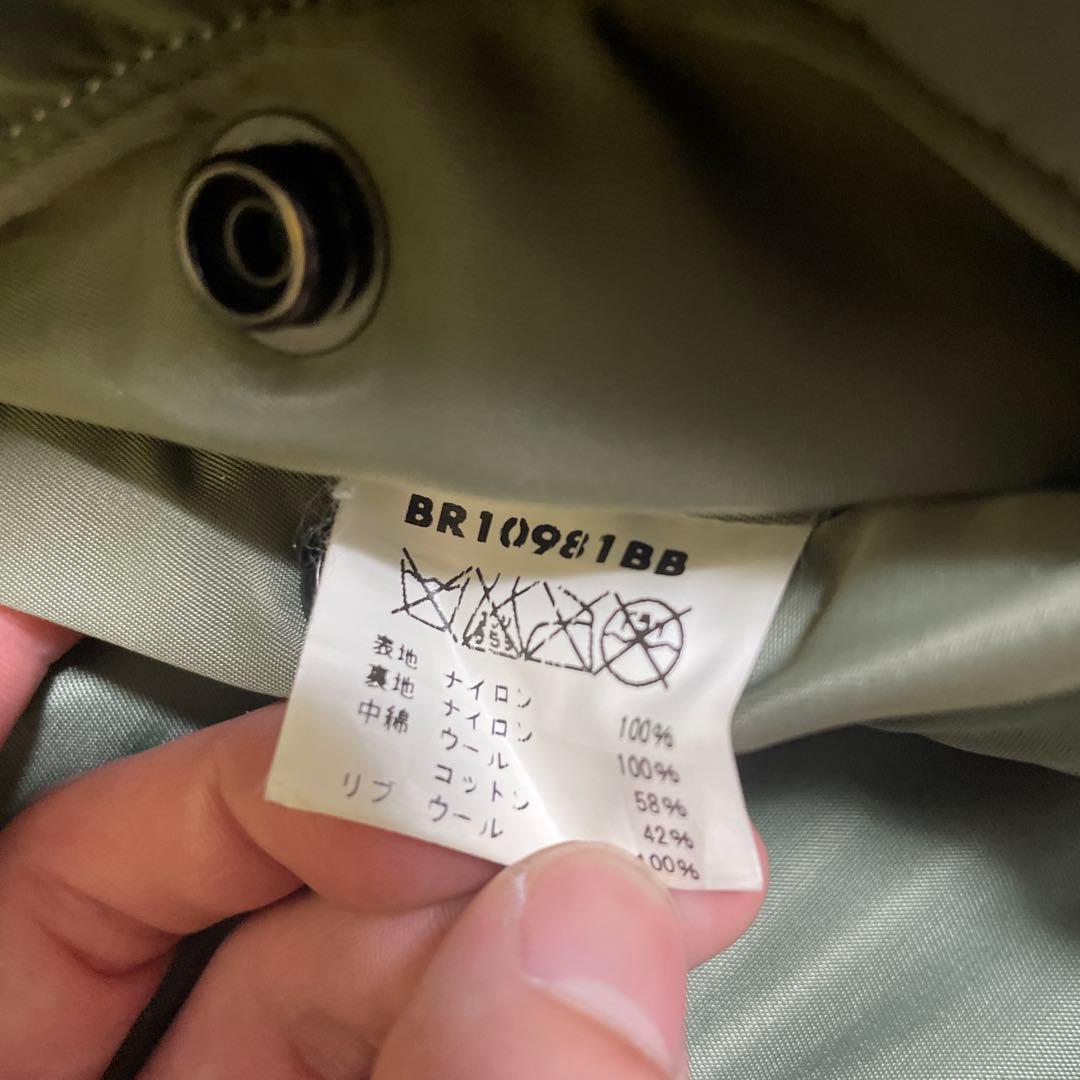 BR10981BB
表地 ナイロン 100%
裏地 ナイロン 100%
中綿 ウール 58%
コットン 42%
リブ ウール 100%